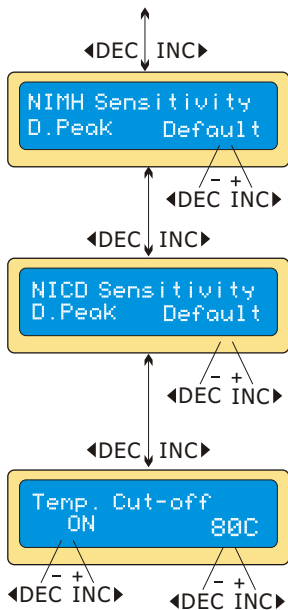 ◀DEC INC▶
NIMH Sensitivity
D.Peak Default
- +
◀DEC INC▶
◀DEC INC▶
NICD Sensitivity
D.Peak Default
- +
◀DEC INC▶
◀DEC INC▶
Temp. Cut-off
ON 80C
- + - +
◀DEC INC▶ ◀DEC INC▶